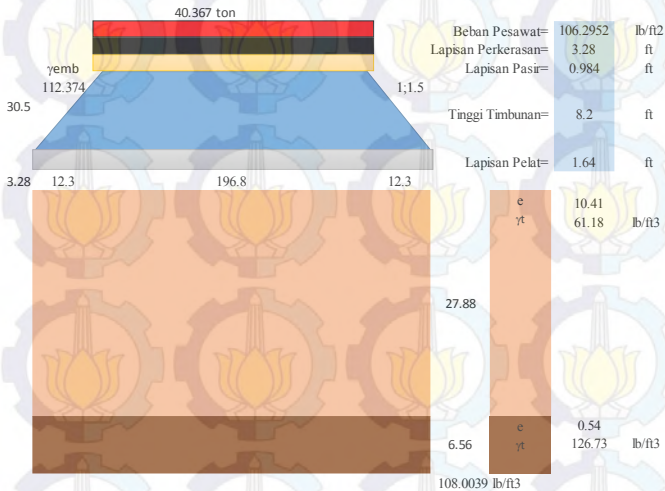 40.367 ton
Beban Pesawat= 106.2952 lb/ft2
Lapisan Perkerasan= 3.28 ft
Lapisan Pasir= 0.984 ft
γemb
112.374
1;1.5
30.5
Tinggi Timbunan= 8.2 ft
Lapisan Pelat= 1.64 ft
3.28 12.3 196.8 12.3
e 10.41
γt 61.18 lb/ft3
27.88
e 0.54
γt 126.73 lb/ft3
6.56
108.0039 lb/ft3